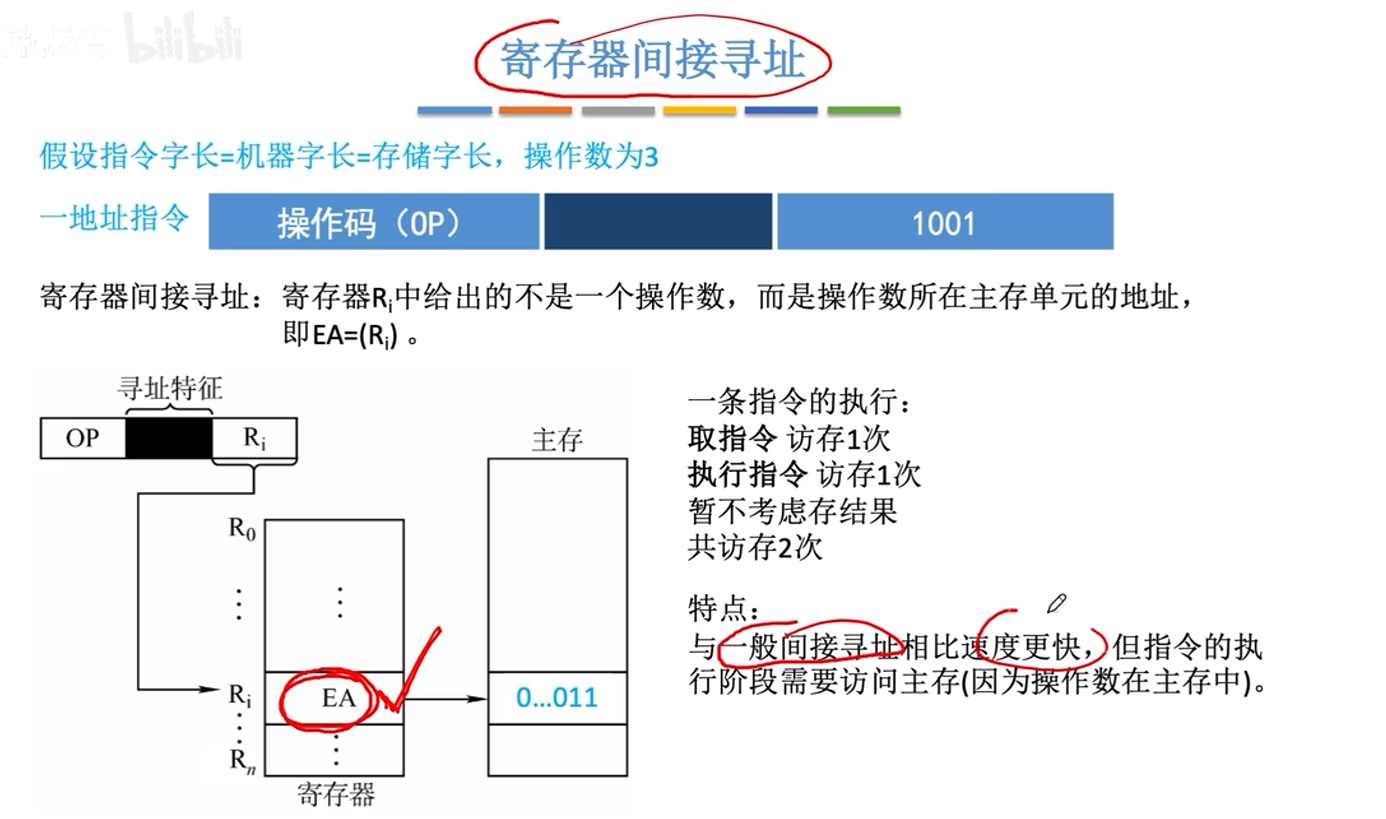 bilibili
寄存器间接寻址
假设指令字长=机器字长=存储字长，操作数为3
一地址指令 操作码（OP） 1001
寄存器间接寻址：寄存器Ri中给出的不是一个操作数，而是操作数所在主存单元的地址，
即EA=(Ri) 。
寻址特征
OP Ri
主存
R0
⋮ ⋮
Ri EA 0...011
⋮ ⋮
Rn
寄存器
一条指令的执行：
取指令 访存1次
执行指令 访存1次
暂不考虑存结果
共访存2次
特点：
与一般间接寻址相比速度更快，但指令的执
行阶段需要访问主存(因为操作数在主存中)。